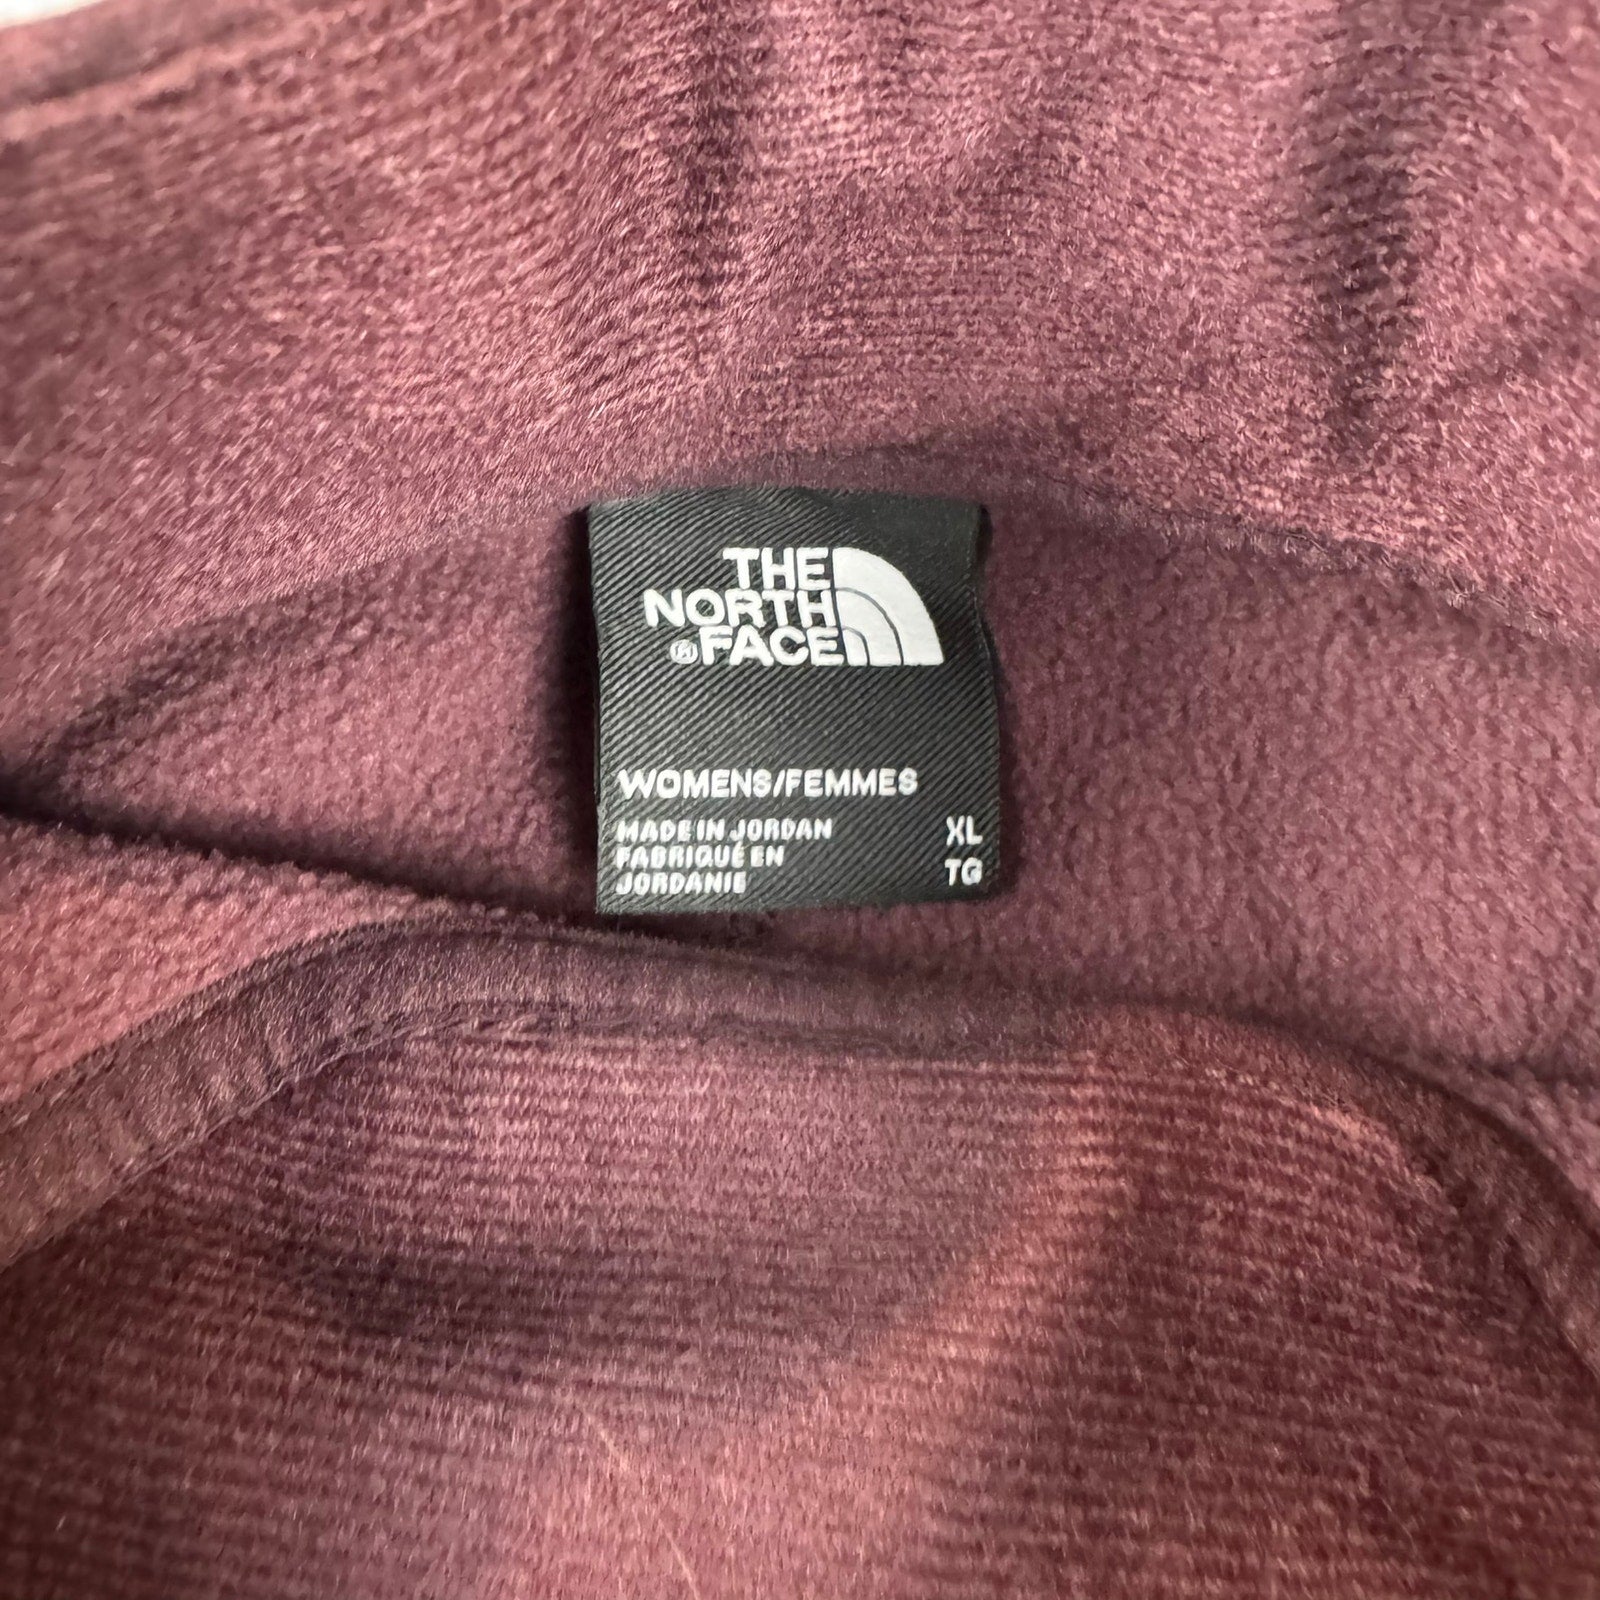 THE
NORTH
®FACE
WOMENS/FEMMES
MADE IN JORDAN XL
FABRIQUÉ EN TG
JORDANIE